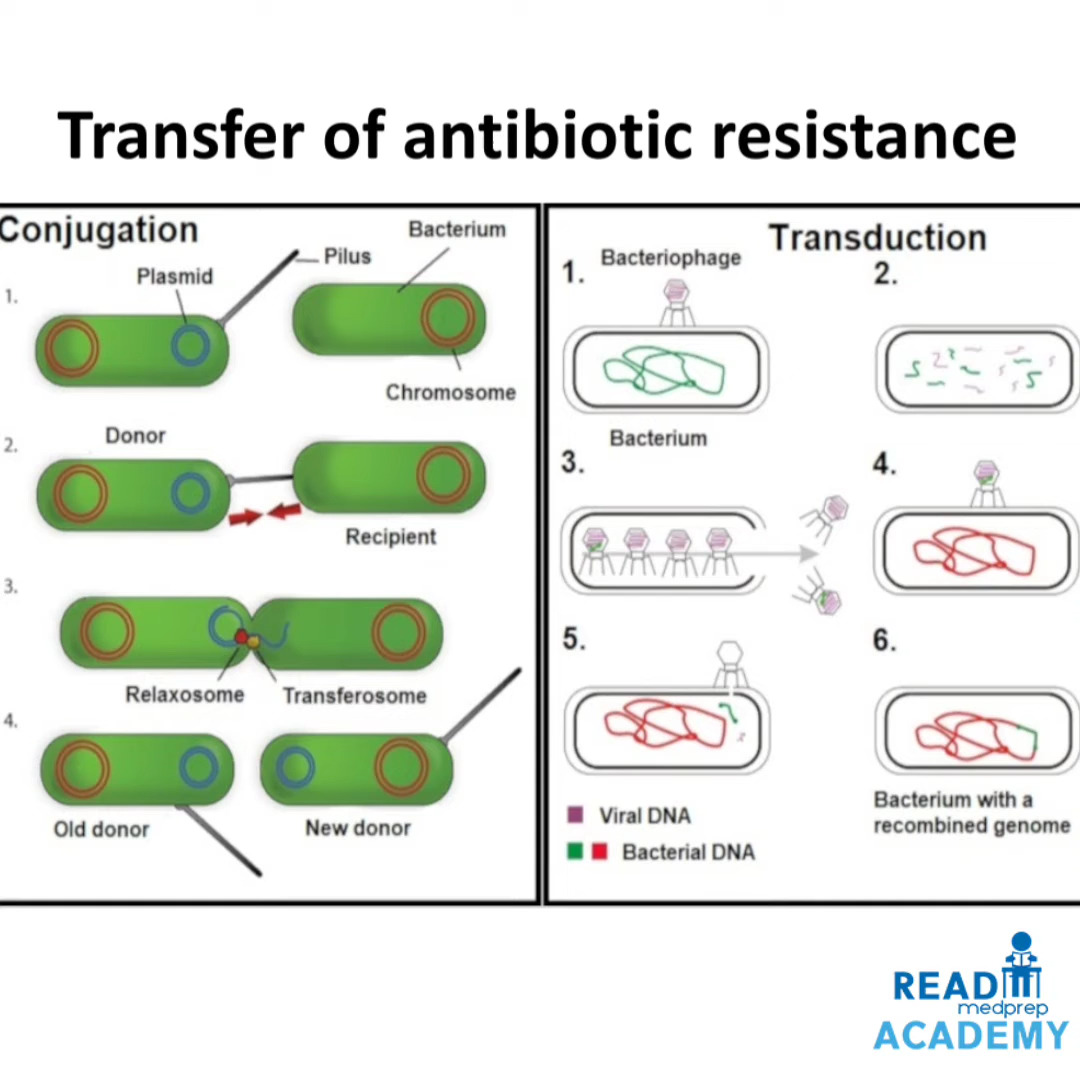 Transfer of antibiotic resistance
Conjugation
Bacterium
Pilus
Plasmid
1.
Chromosome
2.
Donor
Recipient
3.
Relaxosome
Transferosome
4.
Old donor
New donor
Transduction
1.
Bacteriophage
2.
Bacterium
3.
4.
5.
6.
Viral DNA
Bacterial DNA
Bacterium with a
recombined genome
READ
medprep
ACADEMY